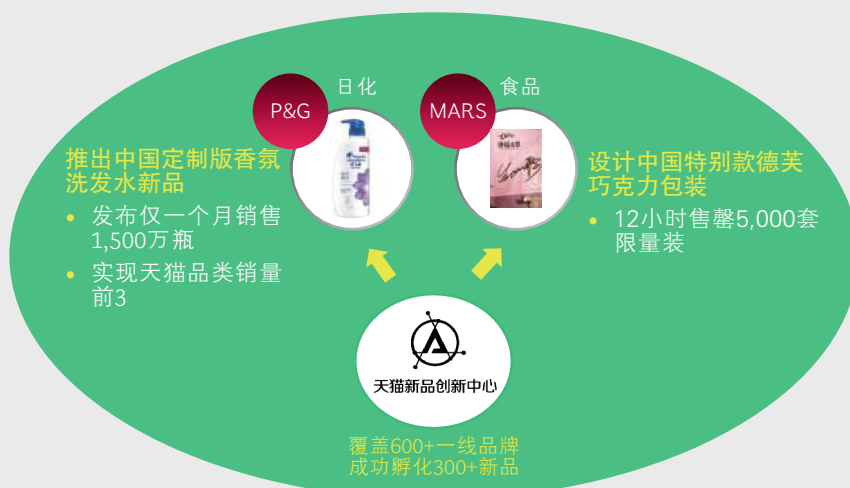 日化
食品
P&G
MARS
推出中国定制版香氛
洗发水新品
• 发布仅一个月销售
1,500万瓶
• 实现天猫品类销量
前3
设计中国特别款德芙
巧克力包装
• 12小时售罄5,000套
限量装
天猫新品创新中心
覆盖600+一线品牌
成功孵化300+新品